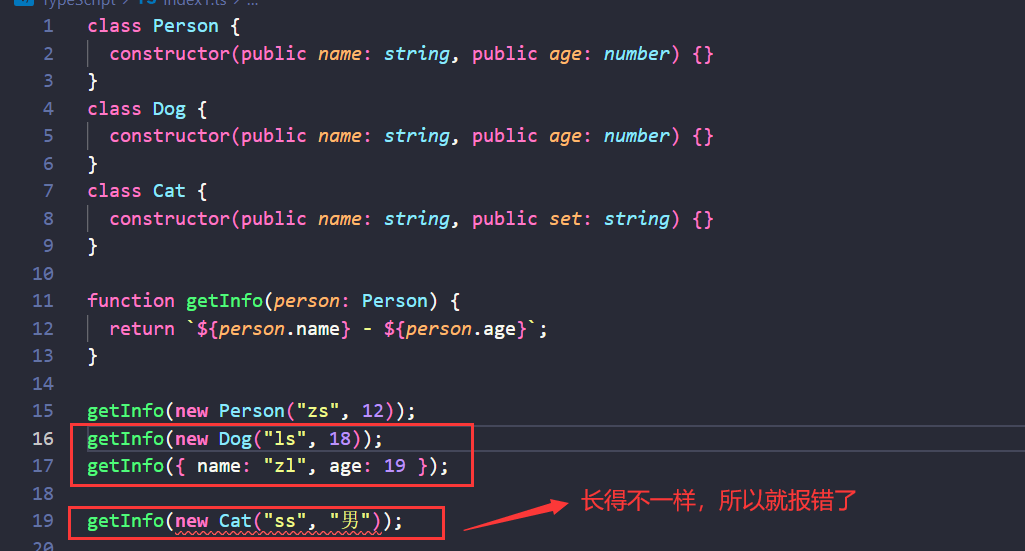 TypeScript > TS index1.ts > ...
1 class Person {
2 constructor(public name: string, public age: number) {}
3 }
4 class Dog {
5 constructor(public name: string, public age: number) {}
6 }
7 class Cat {
8 constructor(public name: string, public set: string) {}
9 }
10
11 function getInfo(person: Person) {
12 return `${person.name} - ${person.age}`;
13 }
14
15 getInfo(new Person("zs", 12));
16 getInfo(new Dog("ls", 18));
17 getInfo({ name: "zl", age: 19 });
18
19 getInfo(new Cat("ss", "男"));
长得不一样，所以就报错了
20